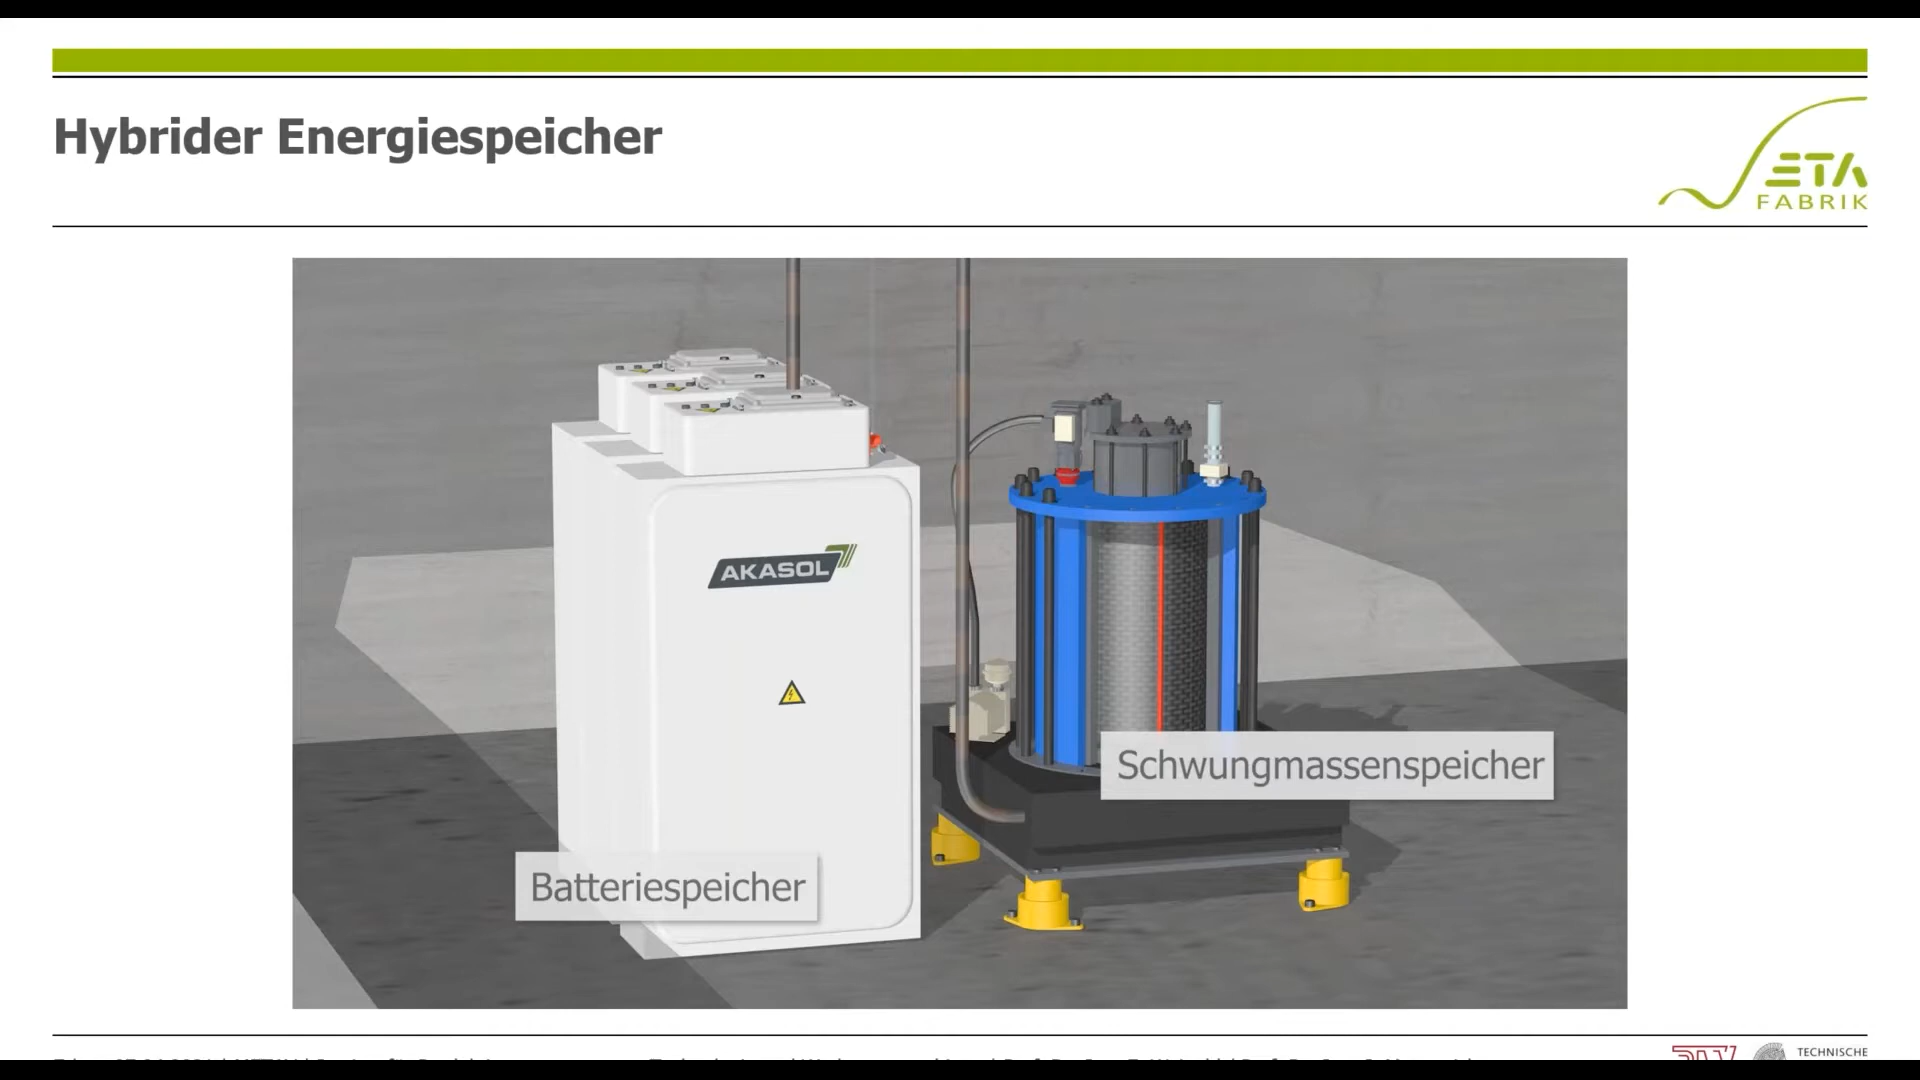 Hybrider Energiespeicher
ETA
FABRIK
AKASOL
Schwungmassenspeicher
Batteriespeicher
TECHNISCHE